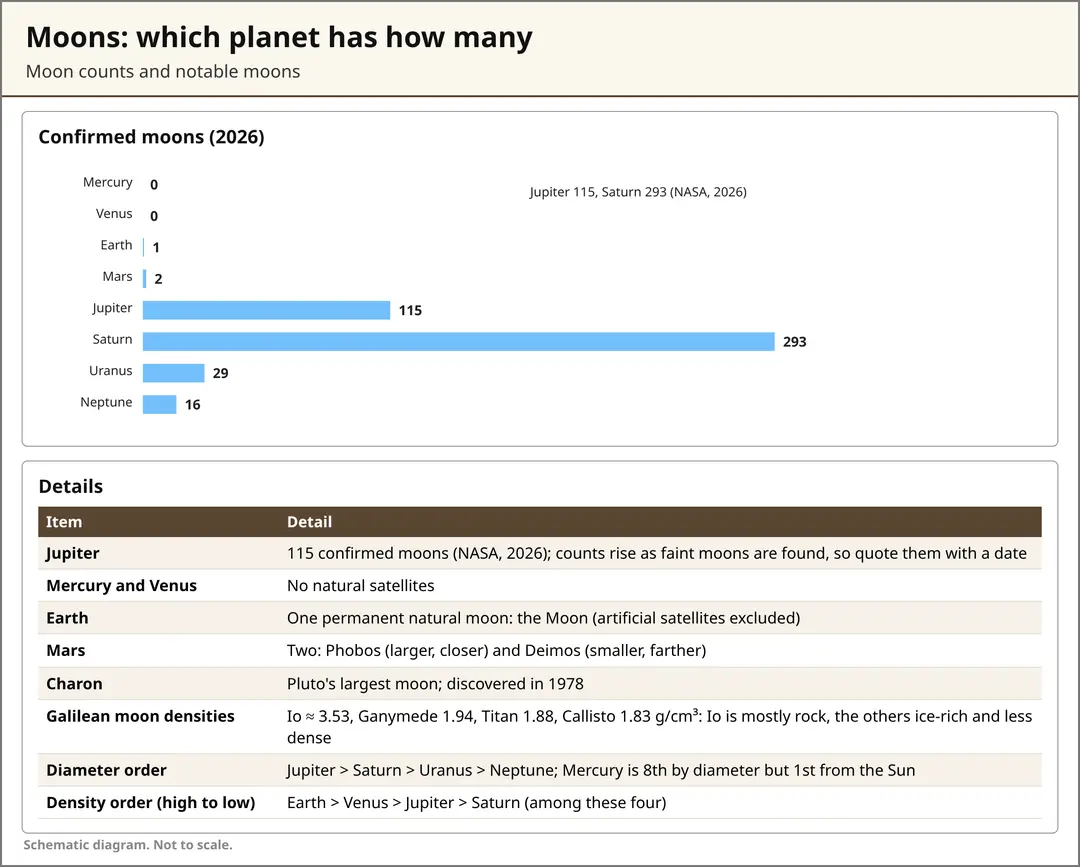 Moons: which planet has how many
Moon counts and notable moons
Confirmed moons (2026)
Mercury 0
Jupiter 115, Saturn 293 (NASA, 2026)
Venus 0
Earth 1
Mars 2
Jupiter 115
Saturn 293
Uranus 29
Neptune 16
Details
Item Detail
Jupiter 115 confirmed moons (NASA, 2026); counts rise as faint moons are found, so quote them with a date
Mercury and Venus No natural satellites
Earth One permanent natural moon: the Moon (artificial satellites excluded)
Mars Two: Phobos (larger, closer) and Deimos (smaller, farther)
Charon Pluto's largest moon; discovered in 1978
Galilean moon densities Io ≈ 3.53, Ganymede 1.94, Titan 1.88, Callisto 1.83 g/cm³: Io is mostly rock, the others ice-rich and less
dense
Diameter order Jupiter > Saturn > Uranus > Neptune; Mercury is 8th by diameter but 1st from the Sun
Density order (high to low) Earth > Venus > Jupiter > Saturn (among these four)
Schematic diagram. Not to scale.